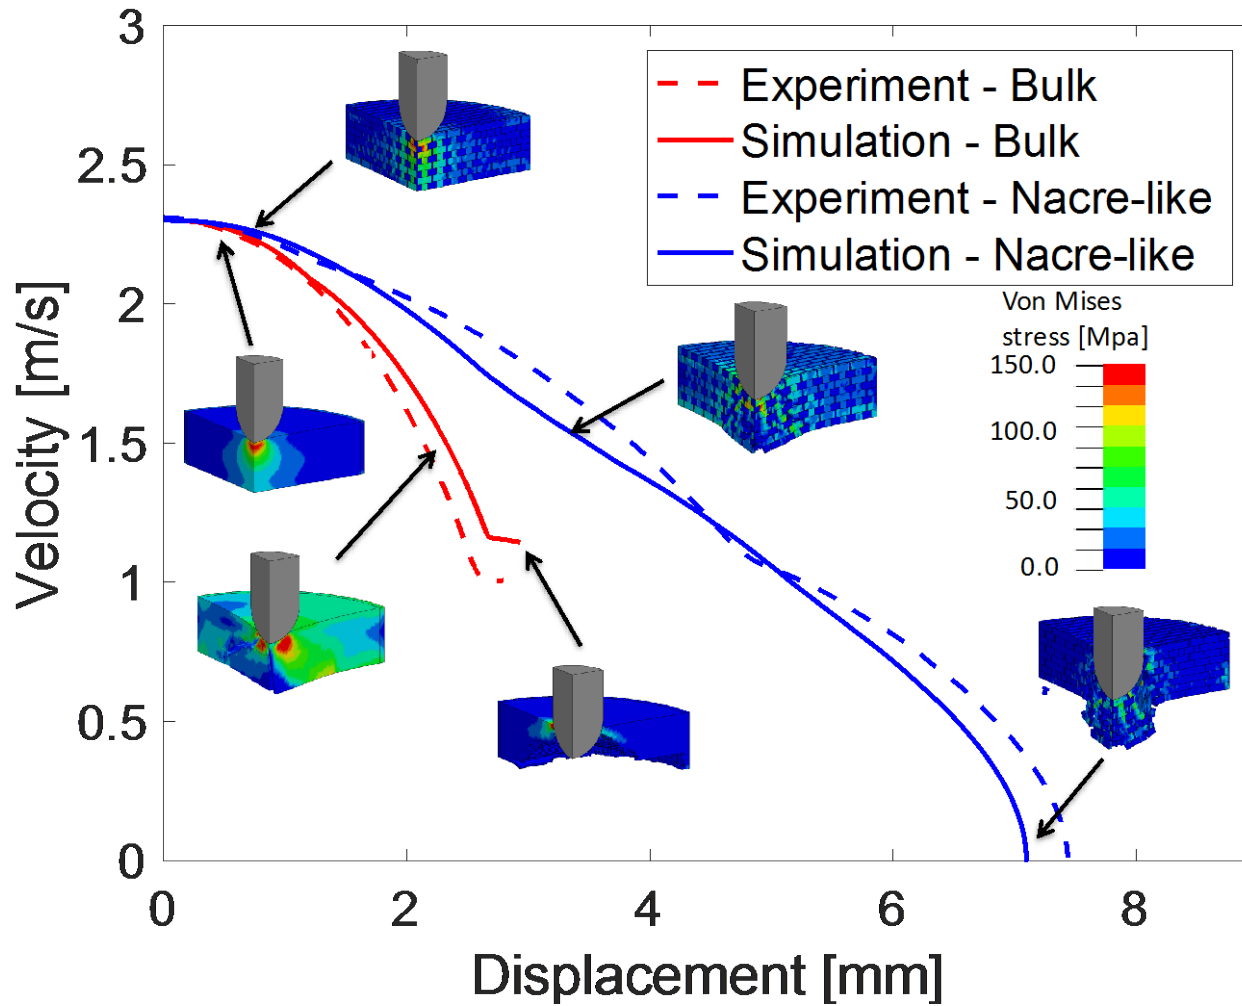 3
2.5
2
1.5
1
0.5
0
Velocity [m/s]
Experiment - Bulk
Simulation - Bulk
Experiment - Nacre-like
Simulation - Nacre-like
Von Mises
stress [Mpa]
150.0
100.0
50.0
0.0
0 2 4 6 8
Displacement [mm]